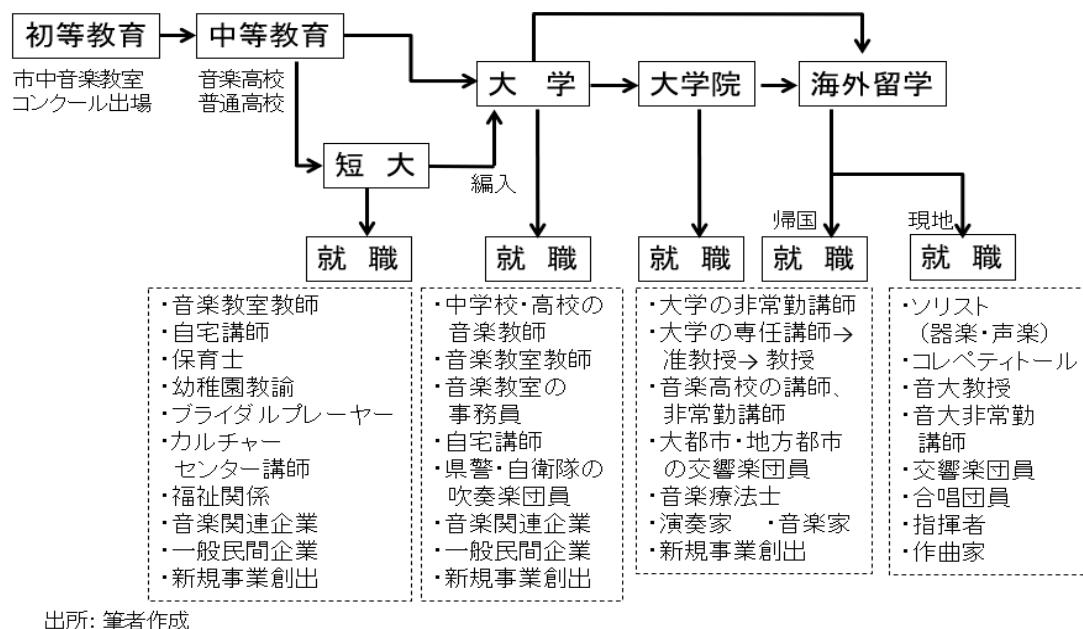 初等教育
中等教育
市中音楽教室
コンクール出場
音楽高校
普通高校
大 学
大学院
海外留学
短 大
編入
帰国
現地
就 職
就 職
就 職
就 職
就 職
・音楽教室教師
・自宅講師
・保育士
・幼稚園教諭
・ブライダルプレーヤー
・カルチャー
センター講師
・福祉関係
・音楽関連企業
・一般民間企業
・新規事業創出
・中学校・高校の
音楽教師
・音楽教室教師
・音楽教室の
事務員
・自宅講師
・県警・自衛隊の
吹奏楽団員
・音楽関連企業
・一般民間企業
・新規事業創出
・大学の非常勤講師
・大学の専任講師→
准教授→ 教授
・音楽高校の講師、
非常勤講師
・大都市・地方都市
の交響楽団員
・音楽療法士
・演奏家 ・音楽家
・新規事業創出
・ソリスト
(器楽・声楽)
・コレペティトール
・音大教授
・音大非常勤
講師
・交響楽団員
・合唱団員
・指揮者
・作曲家
出所: 筆者作成